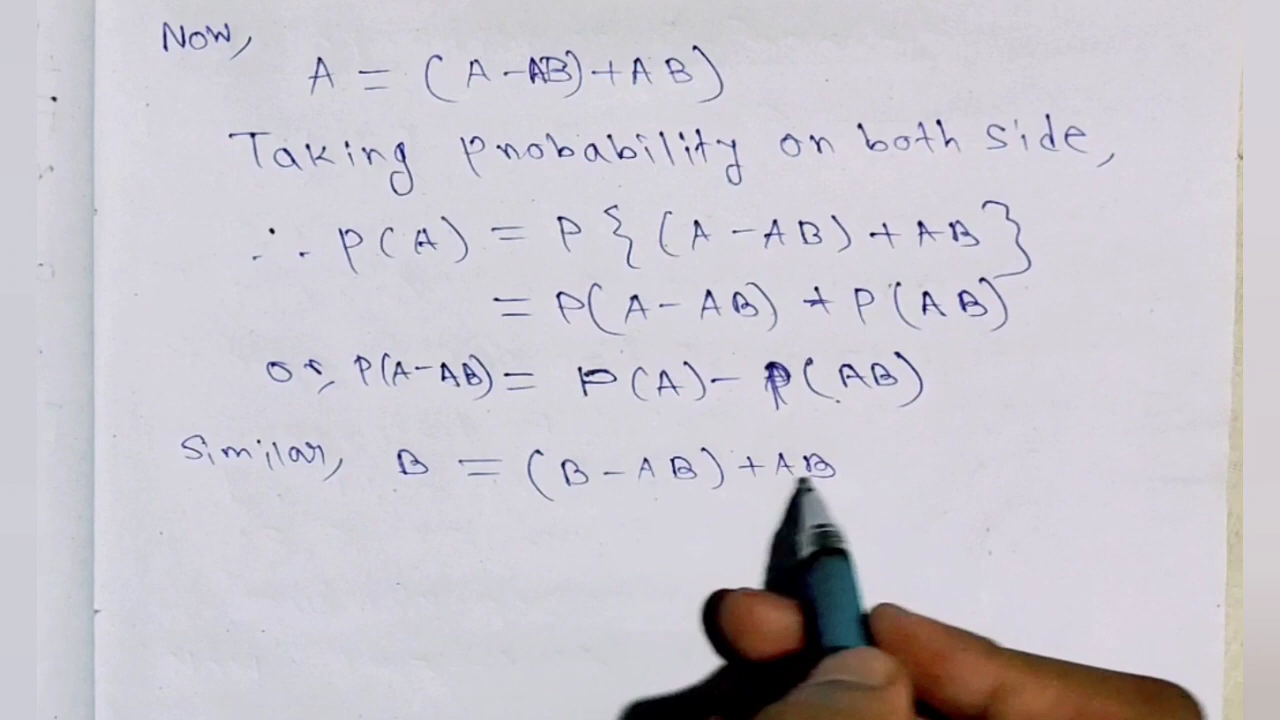 Now,
A = (A-AB)+AB)
Taking probability on both side,
∴ P(A) = P{(A-AB)+AB}
= P(A-AB) + P(AB)
or, P(A-AB) = P(A)- P(AB)
Similar, B = (B-AB)+AB